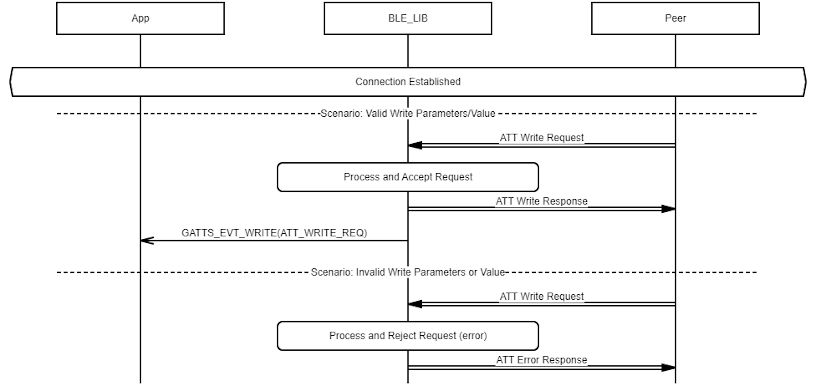 App
BLE_LIB
Peer
Connection Established
Scenario: Valid Write Parameters/Value
ATT Write Request
Process and Accept Request
ATT Write Response
GATTS_EVT_WRITE(ATT_WRITE_REQ)
Scenario: Invalid Write Parameters or Value
ATT Write Request
Process and Reject Request (error)
ATT Error Response